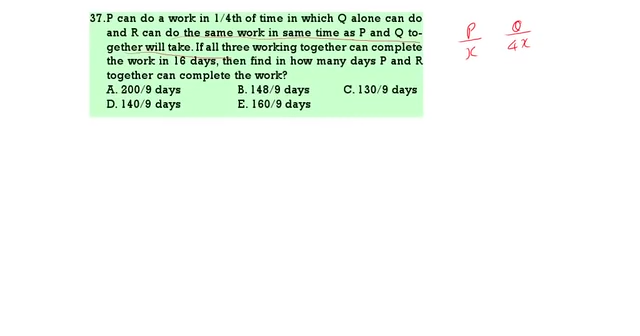 37.P can do a work in 1/4th of time in which Q alone can do
and R can do the same work in same time as P and Q to-
gether will take. If all three working together can complete
the work in 16 days, then find in how many days P and R
together can complete the work?
A. 200/9 days B. 148/9 days C. 130/9 days
D. 140/9 days E. 160/9 days
P Q
x 4x